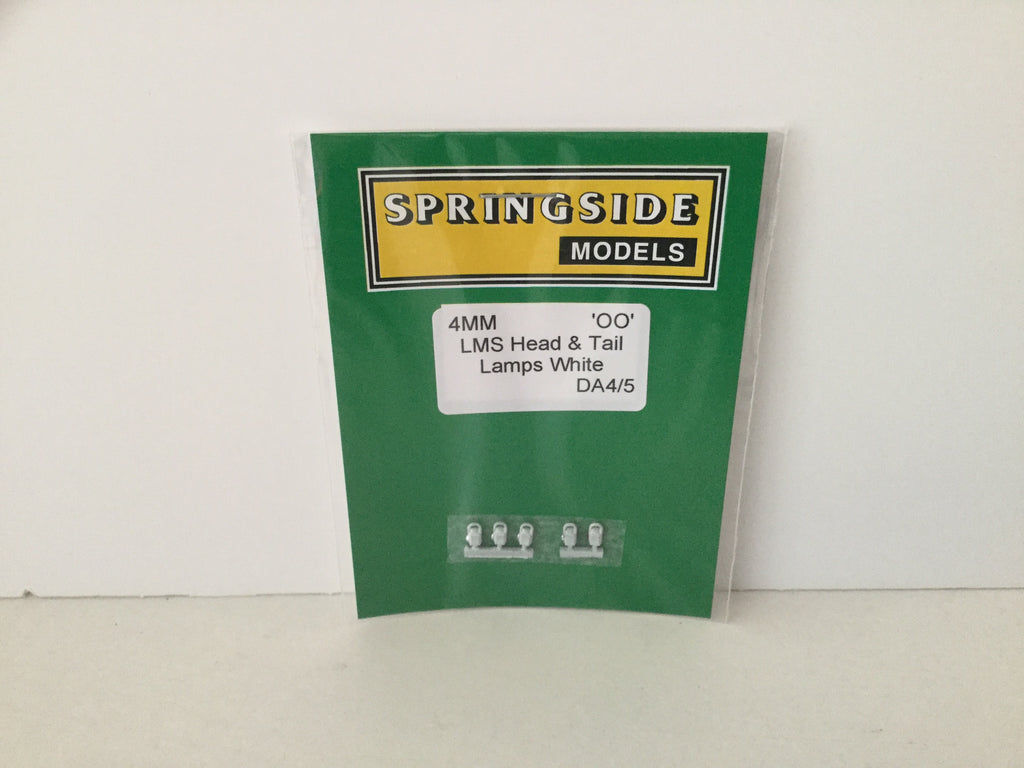 SPRINGSIDE
MODELS
4MM 'OO'
LMS Head & Tail
Lamps White
DA4/5